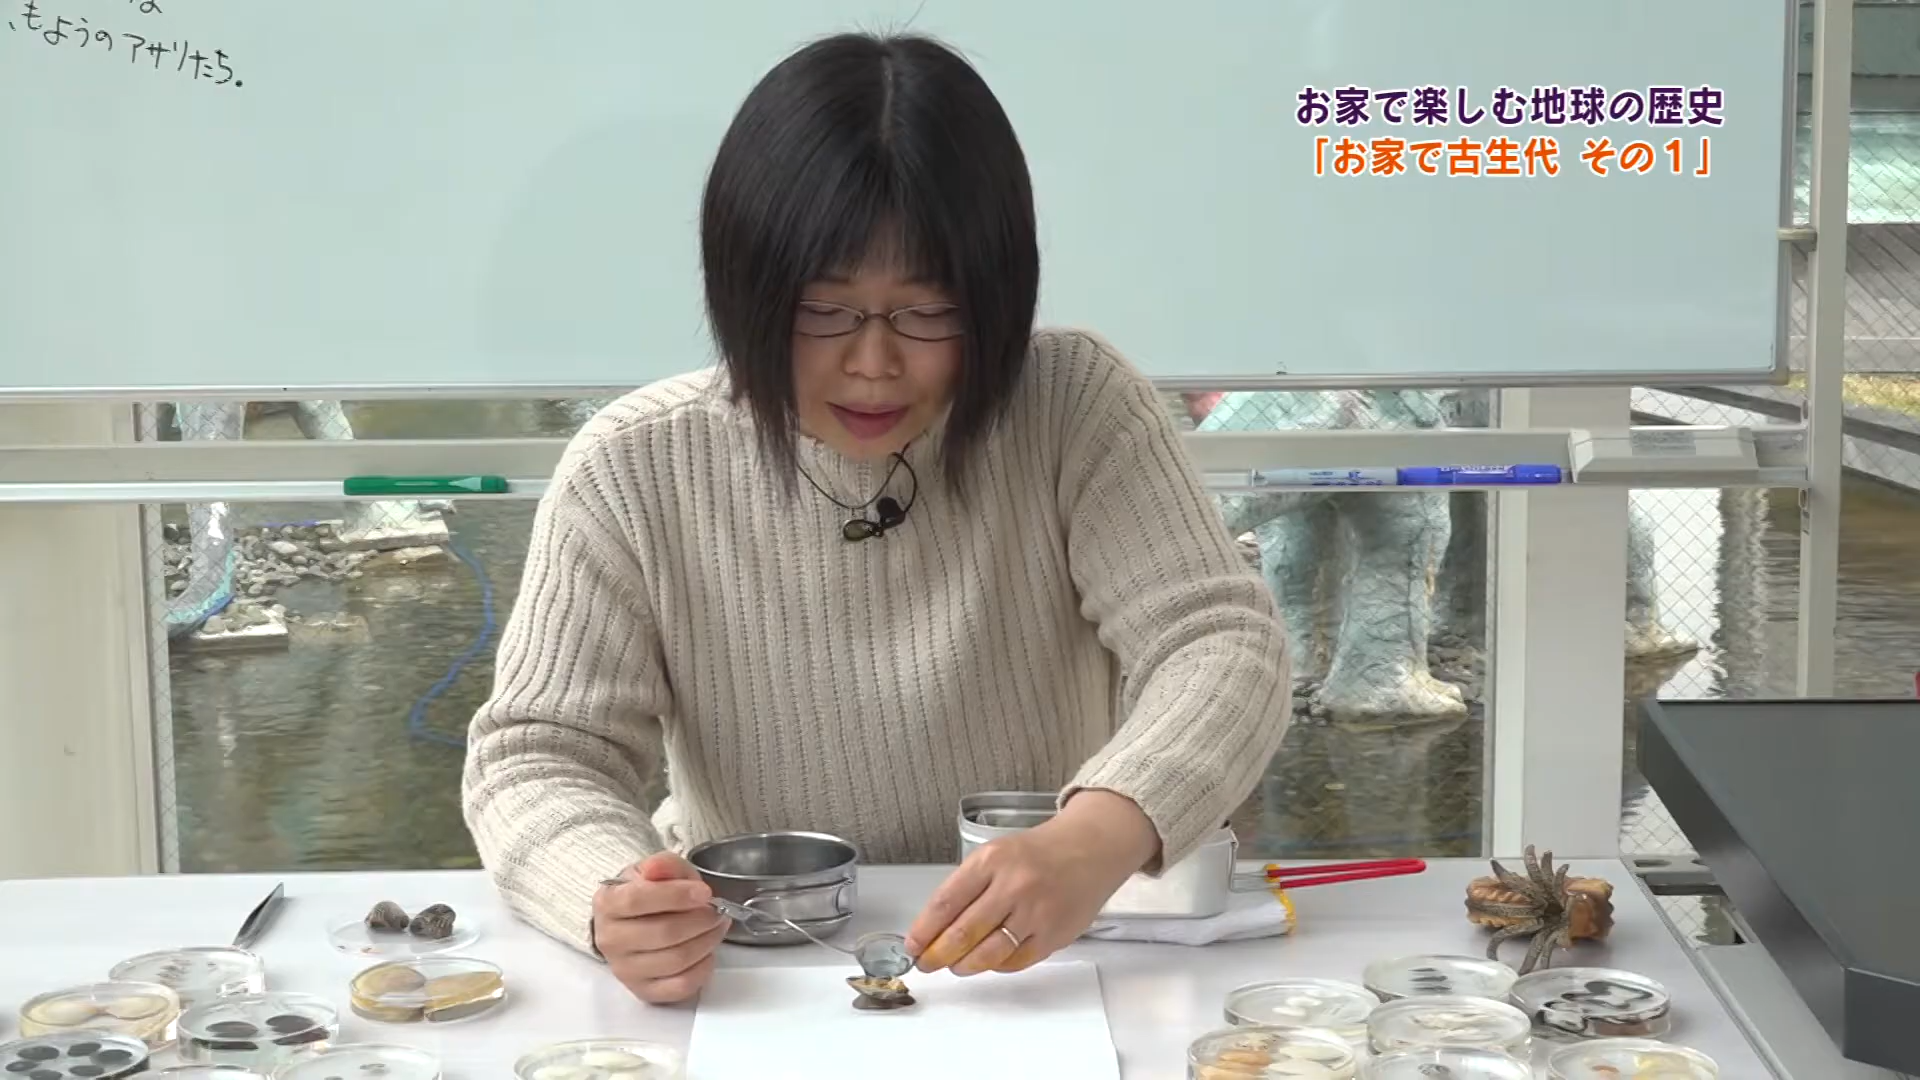 、もようのアサリたち。
お家で楽しむ地球の歴史
「お家で古生代 その１」